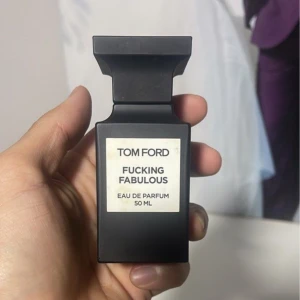 TOM FORD
FUCKING
FABULOUS
EAU DE PARFUM
50 ML